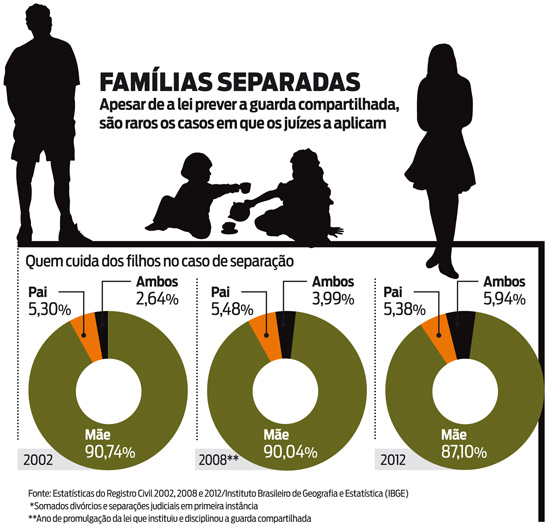 FAMÍLIAS SEPARADAS
Apesar de a lei prever a guarda compartilhada,
são raros os casos em que os juízes a aplicam
Quem cuida dos filhos no caso de separação
Pai
5,30%
Ambos
2,64%
Mãe
90,74%
2002
Pai
5,48%
Ambos
3,99%
Mãe
90,04%
2008**
Pai
5,38%
Ambos
5,94%
Mãe
87,10%
2012
Fonte: Estatísticas do Registro Civil 2002, 2008 e 2012/Instituto Brasileiro de Geografia e Estatística (IBGE)
*Somados divórcios e separações judiciais em primeira instância
**Ano de promulgação da lei que instituiu e disciplinou a guarda compartilhada